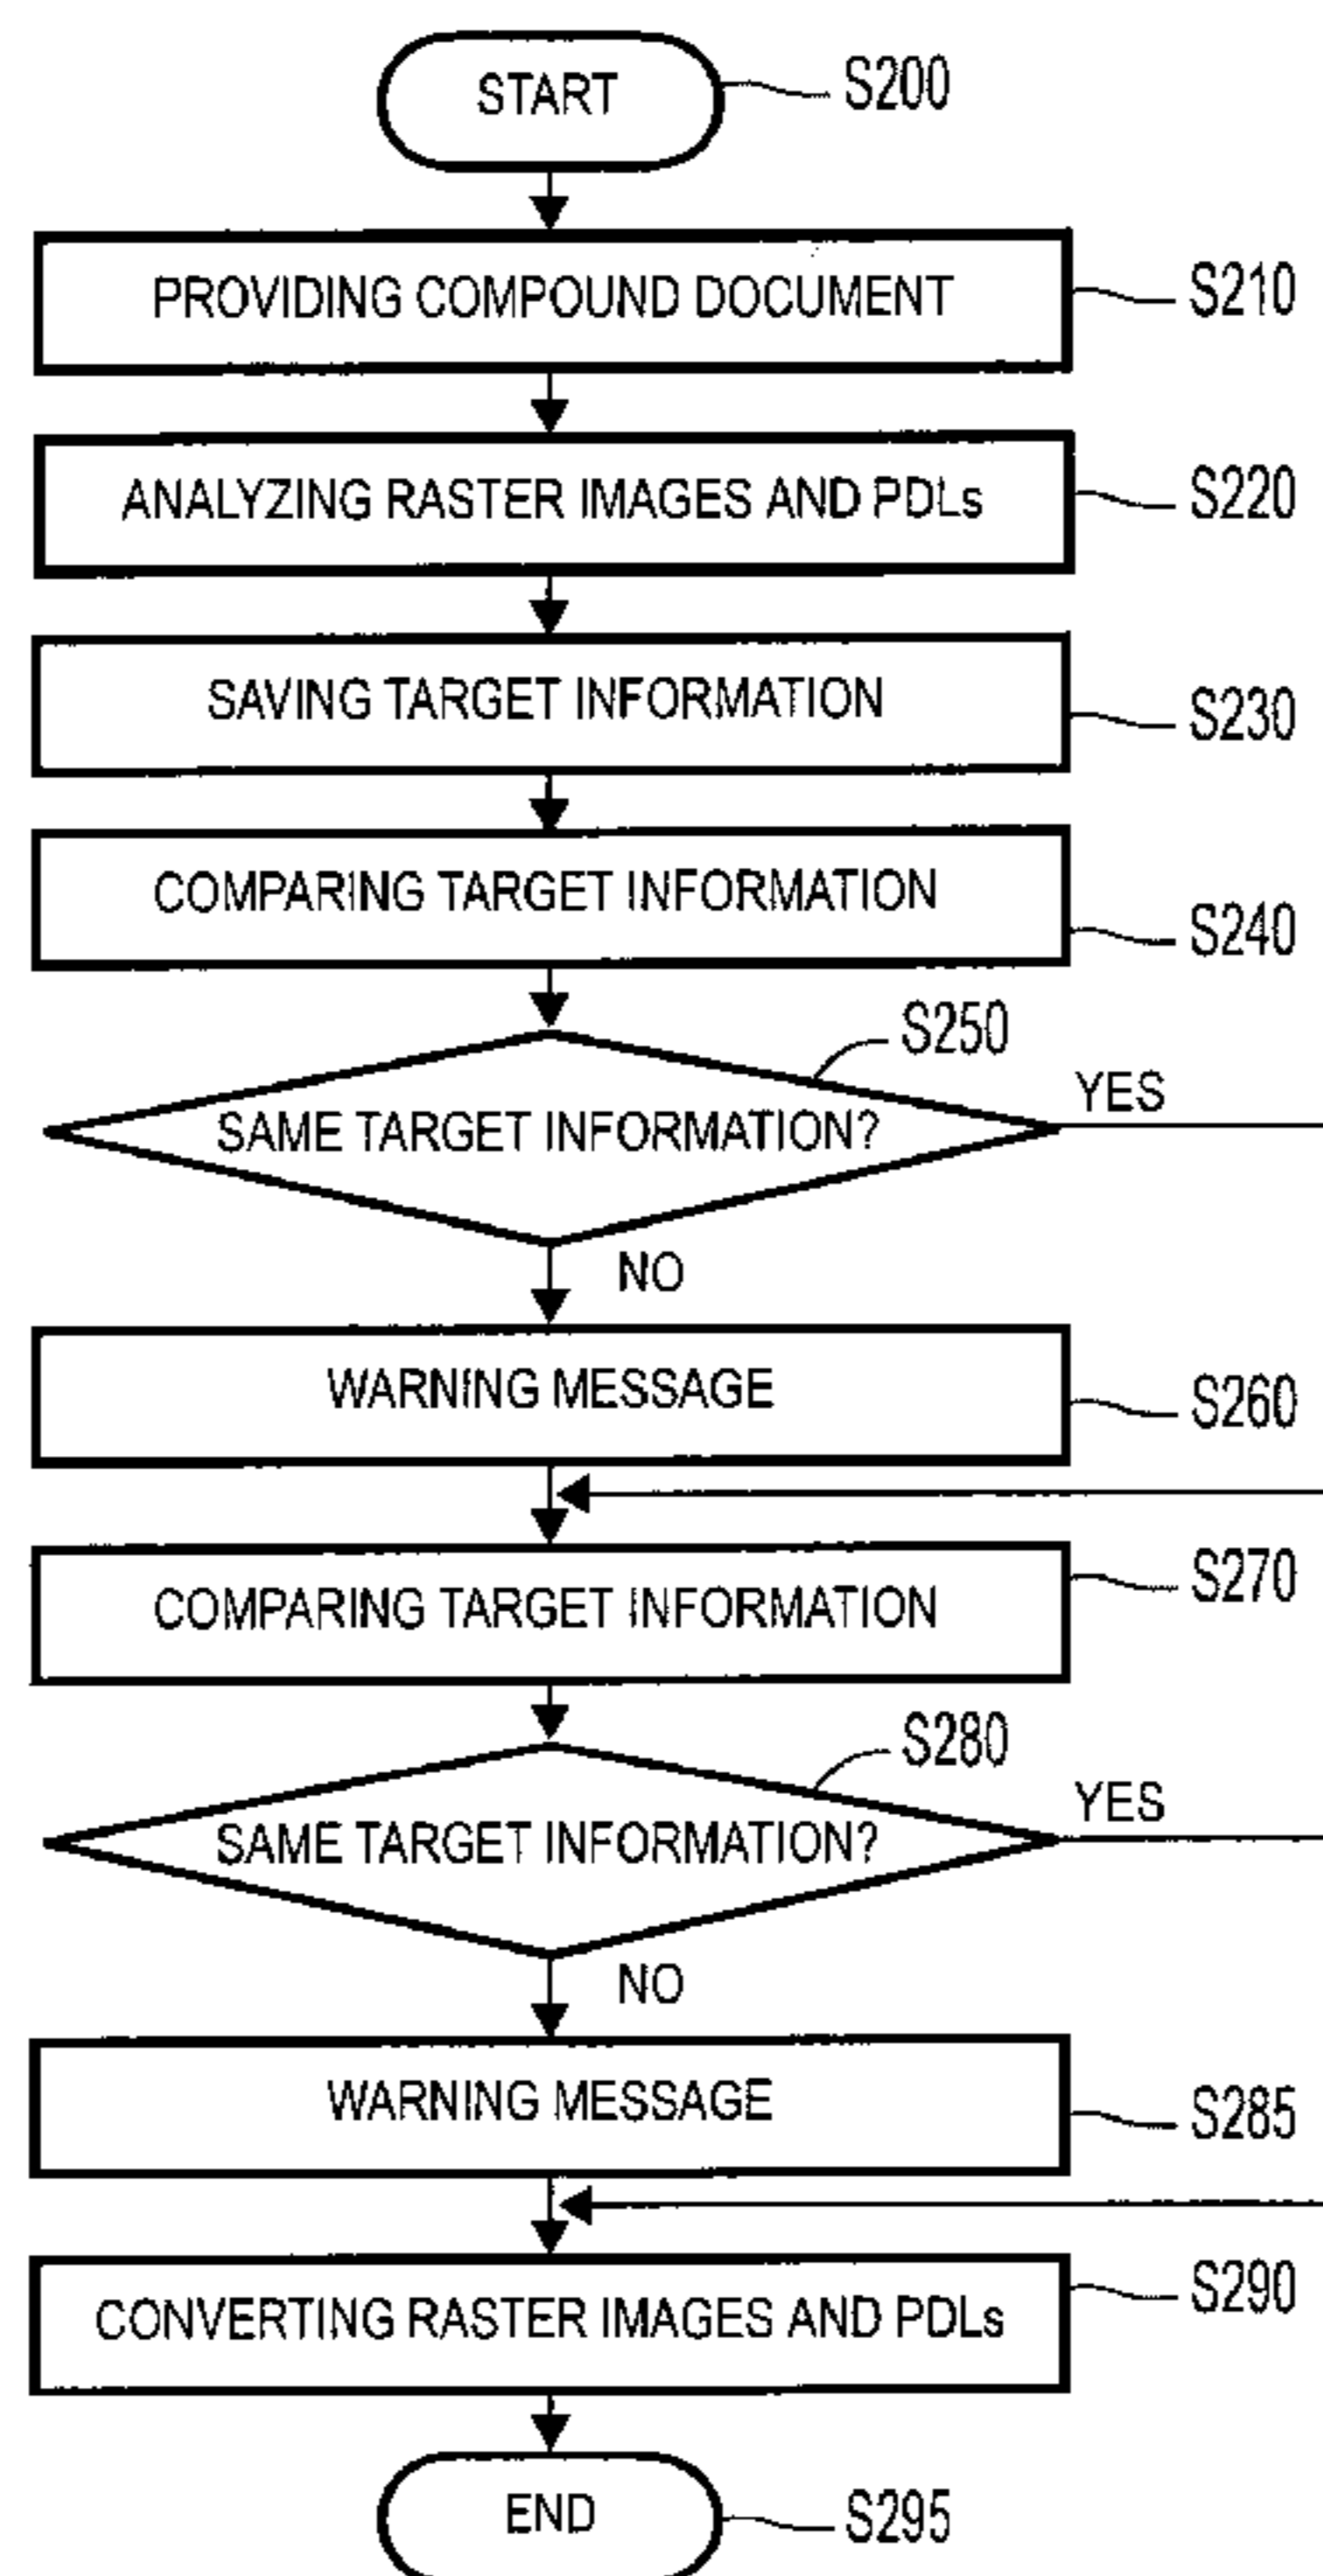 START
S200
PROVIDING COMPOUND DOCUMENT
S210
ANALYZING RASTER IMAGES AND PDLs
S220
SAVING TARGET INFORMATION
S230
COMPARING TARGET INFORMATION
S240
S250
SAME TARGET INFORMATION?
YES
NO
WARNING MESSAGE
S260
COMPARING TARGET INFORMATION
S270
S280
SAME TARGET INFORMATION?
YES
NO
WARNING MESSAGE
S285
CONVERTING RASTER IMAGES AND PDLs
S290
END
S295